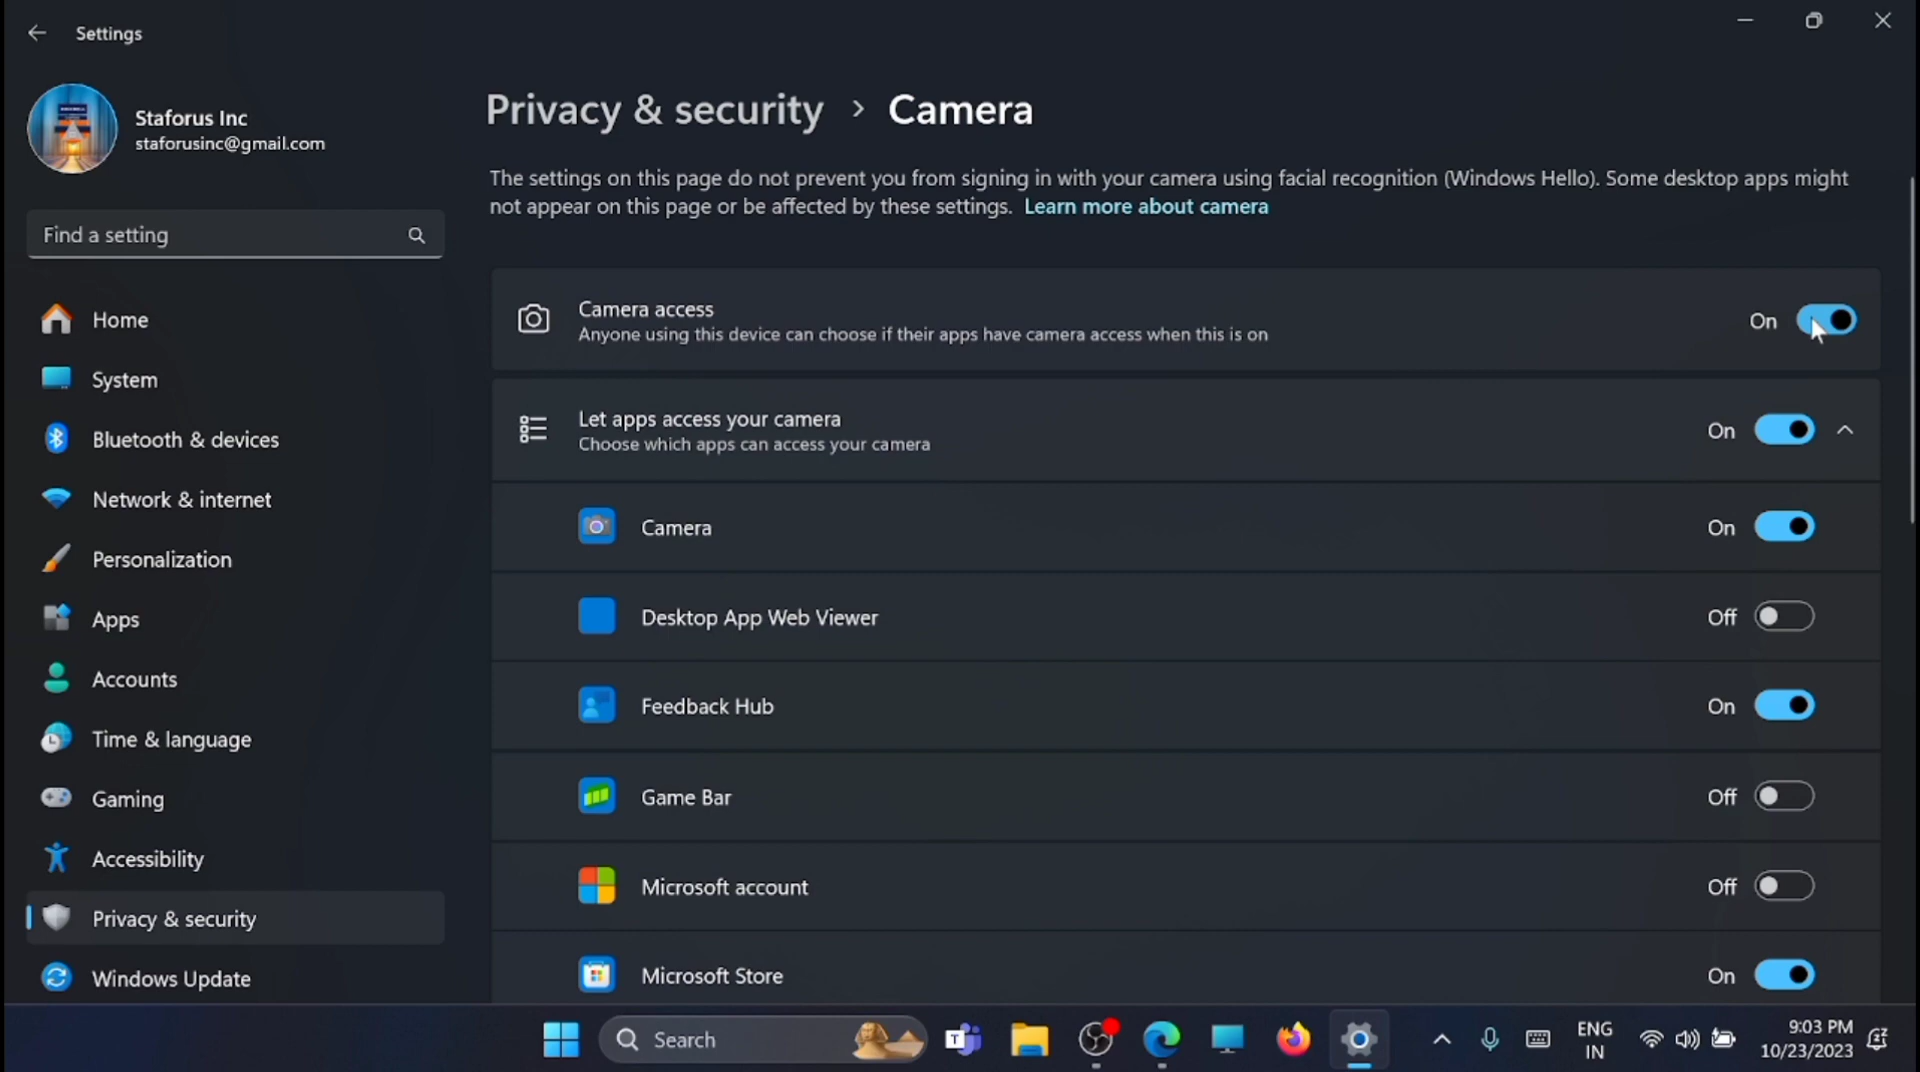 Settings
Staforus Inc
staforusinc@gmail.com
Find a setting
Home
System
Bluetooth & devices
Network & internet
Personalization
Apps
Accounts
Time & language
Gaming
Accessibility
Privacy & security
Windows Update
Privacy & security > Camera
The settings on this page do not prevent you from signing in with your camera using facial recognition (Windows Hello). Some desktop apps might
not appear on this page or be affected by these settings. Learn more about camera
Camera access
Anyone using this device can choose if their apps have camera access when this is on
On
Let apps access your camera
Choose which apps can access your camera
On
Camera On
Desktop App Web Viewer Off
Feedback Hub On
Game Bar Off
Microsoft account Off
Microsoft Store On
Search
T
ENG
IN
9:03 PM
10/23/2023